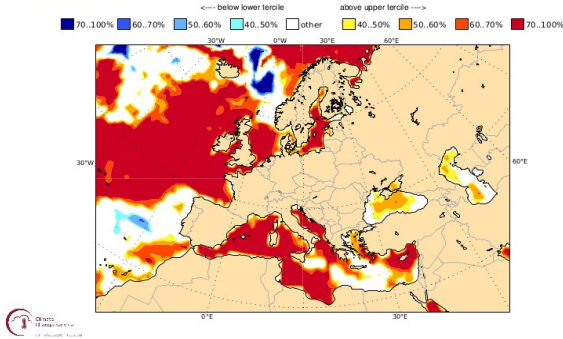 <---- below lower tercile above upper tercile ---->
70..100% 60..70% 50..60% 40..50% other 40..50% 50..60% 60..70% 70..100%
30°W 0°W 30°E 60°E
30°W 60°E
0°E 30°E
Climate